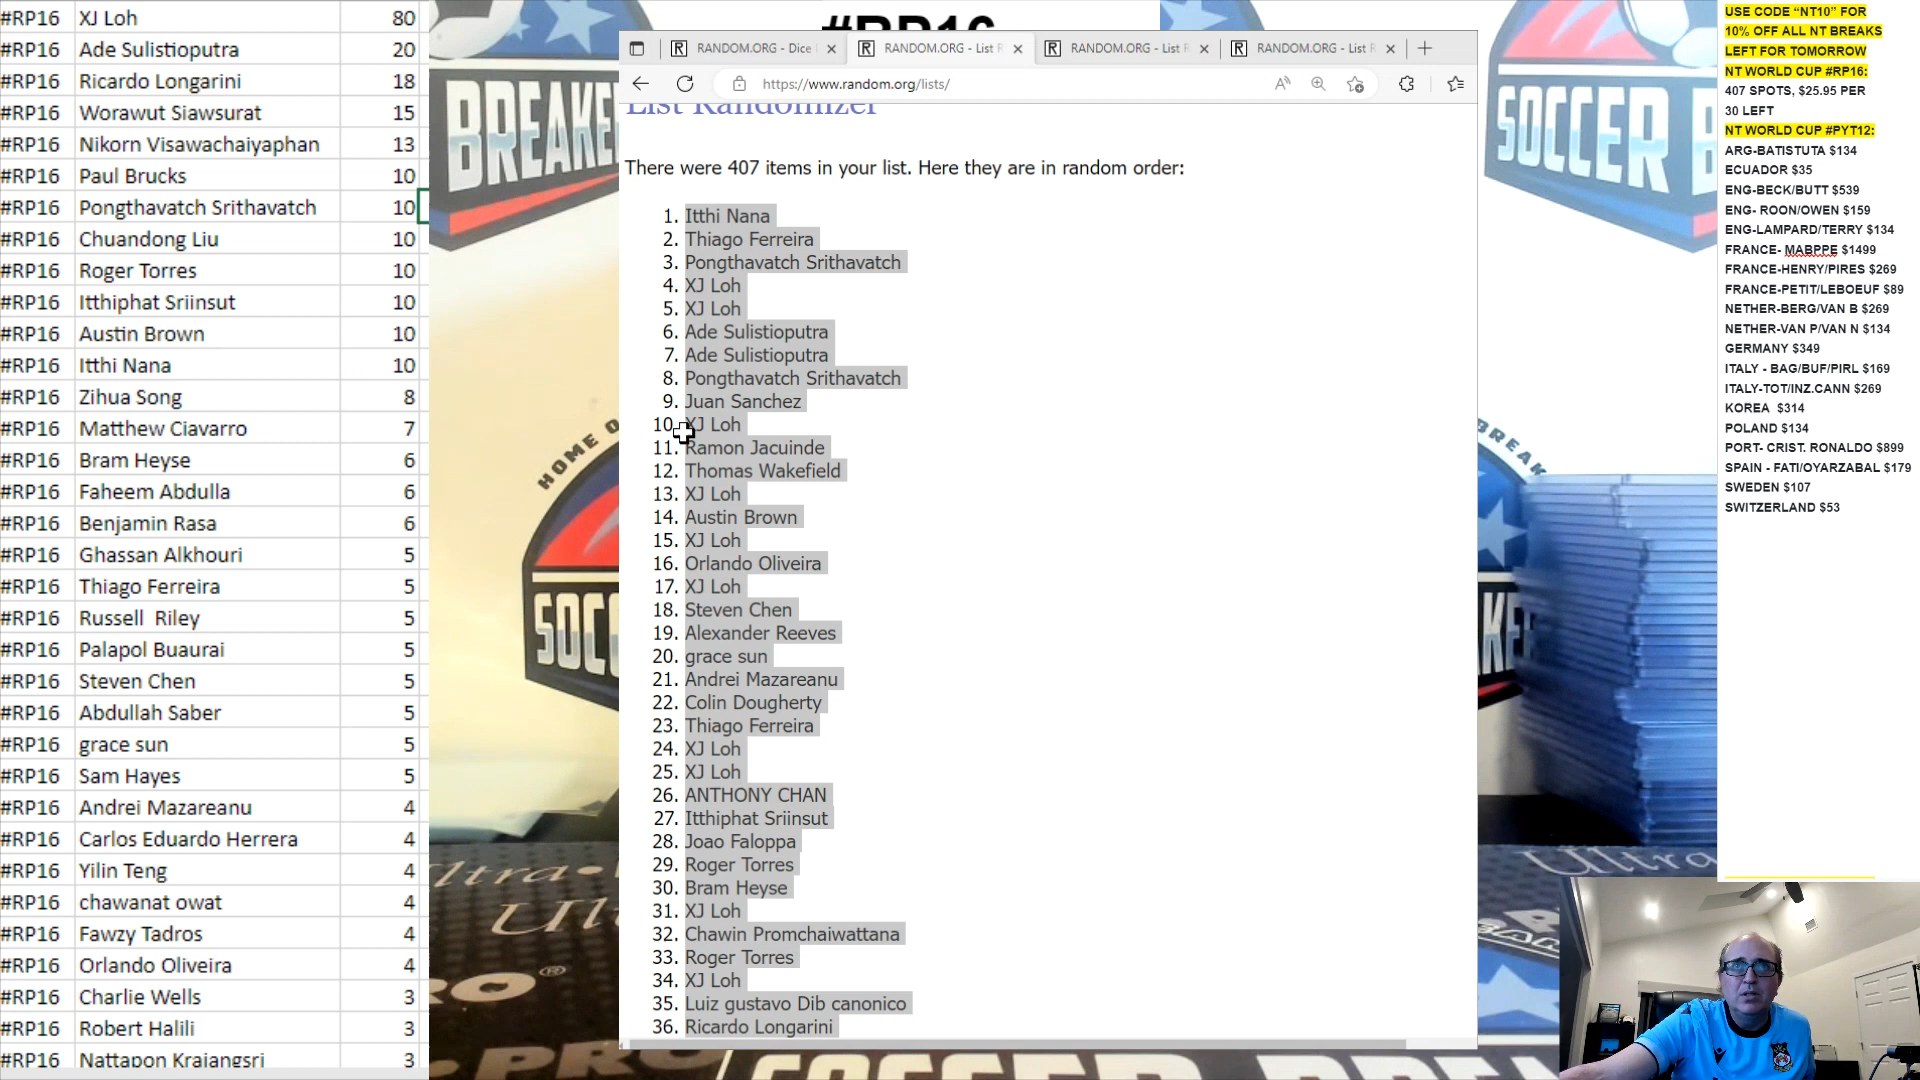 #RP16 XJ Loh 80
#RP16 Ade Sulistioputra 20
#RP16 Ricardo Longarini 18
#RP16 Worawut Siawsurat 15
#RP16 Nikorn Visawachaiyaphan 13
#RP16 Paul Brucks 10
#RP16 Pongthavatch Srithavatch 10
#RP16 Chuandong Liu 10
#RP16 Roger Torres 10
#RP16 Itthiphat Sriinsut 10
#RP16 Austin Brown 10
#RP16 Itthi Nana 10
#RP16 Zihua Song 8
#RP16 Matthew Ciavarro 7
#RP16 Bram Heyse 6
#RP16 Faheem Abdulla 6
#RP16 Benjamin Rasa 6
#RP16 Ghassan Alkhouri 5
#RP16 Thiago Ferreira 5
#RP16 Russell  Riley 5
#RP16 Palapol Buaurai 5
#RP16 Steven Chen 5
#RP16 Abdullah Saber 5
#RP16 grace sun 5
#RP16 Sam Hayes 5
#RP16 Andrei Mazareanu 4
#RP16 Carlos Eduardo Herrera 4
#RP16 Yilin Teng 4
#RP16 chawanat owat 4
#RP16 Fawzy Tadros 4
#RP16 Orlando Oliveira 4
#RP16 Charlie Wells 3
#RP16 Robert Halili 3
#RP16 Nattapon Kraiangsri 3
#RP16
RANDOM.ORG - Dice
RANDOM.ORG - List R
RANDOM.ORG - List R
RANDOM.ORG - List R
https://www.random.org/lists/
List Randomizer
There were 407 items in your list. Here they are in random order:
1. Itthi Nana
2. Thiago Ferreira
3. Pongthavatch Srithavatch
4. XJ Loh
5. XJ Loh
6. Ade Sulistioputra
7. Ade Sulistioputra
8. Pongthavatch Srithavatch
9. Juan Sanchez
10. XJ Loh
11. Ramon Jacuinde
12. Thomas Wakefield
13. XJ Loh
14. Austin Brown
15. XJ Loh
16. Orlando Oliveira
17. XJ Loh
18. Steven Chen
19. Alexander Reeves
20. grace sun
21. Andrei Mazareanu
22. Colin Dougherty
23. Thiago Ferreira
24. XJ Loh
25. XJ Loh
26. ANTHONY CHAN
27. Itthiphat Sriinsut
28. Joao Faloppa
29. Roger Torres
30. Bram Heyse
31. XJ Loh
32. Chawin Promchaiwattana
33. Roger Torres
34. XJ Loh
35. Luiz gustavo Dib canonico
36. Ricardo Longarini
USE CODE “NT10” FOR
10% OFF ALL NT BREAKS
LEFT FOR TOMORROW
NT WORLD CUP #RP16:
407 SPOTS, $25.95 PER
30 LEFT
NT WORLD CUP #PYT12:
ARG-BATISTUTA $134
ECUADOR $35
ENG-BECK/BUTT $539
ENG- ROON/OWEN $159
ENG-LAMPARD/TERRY $134
FRANCE- MABPPE $1499
FRANCE-HENRY/PIRES $269
FRANCE-PETIT/LEBOEUF $89
NETHER-BERG/VAN B $269
NETHER-VAN P/VAN N $134
GERMANY $349
ITALY - BAG/BUF/PIRL $169
ITALY-TOT/INZ.CANN $269
KOREA  $314
POLAND $134
PORT- CRIST. RONALDO $899
SPAIN - FATI/OYARZABAL $179
SWEDEN $107
SWITZERLAND $53
BREAKE
SOCCER B
HOME O
BREAK
SOC
KE
Ultra
Ul
PRO
SOCCER BREAK
Ultra